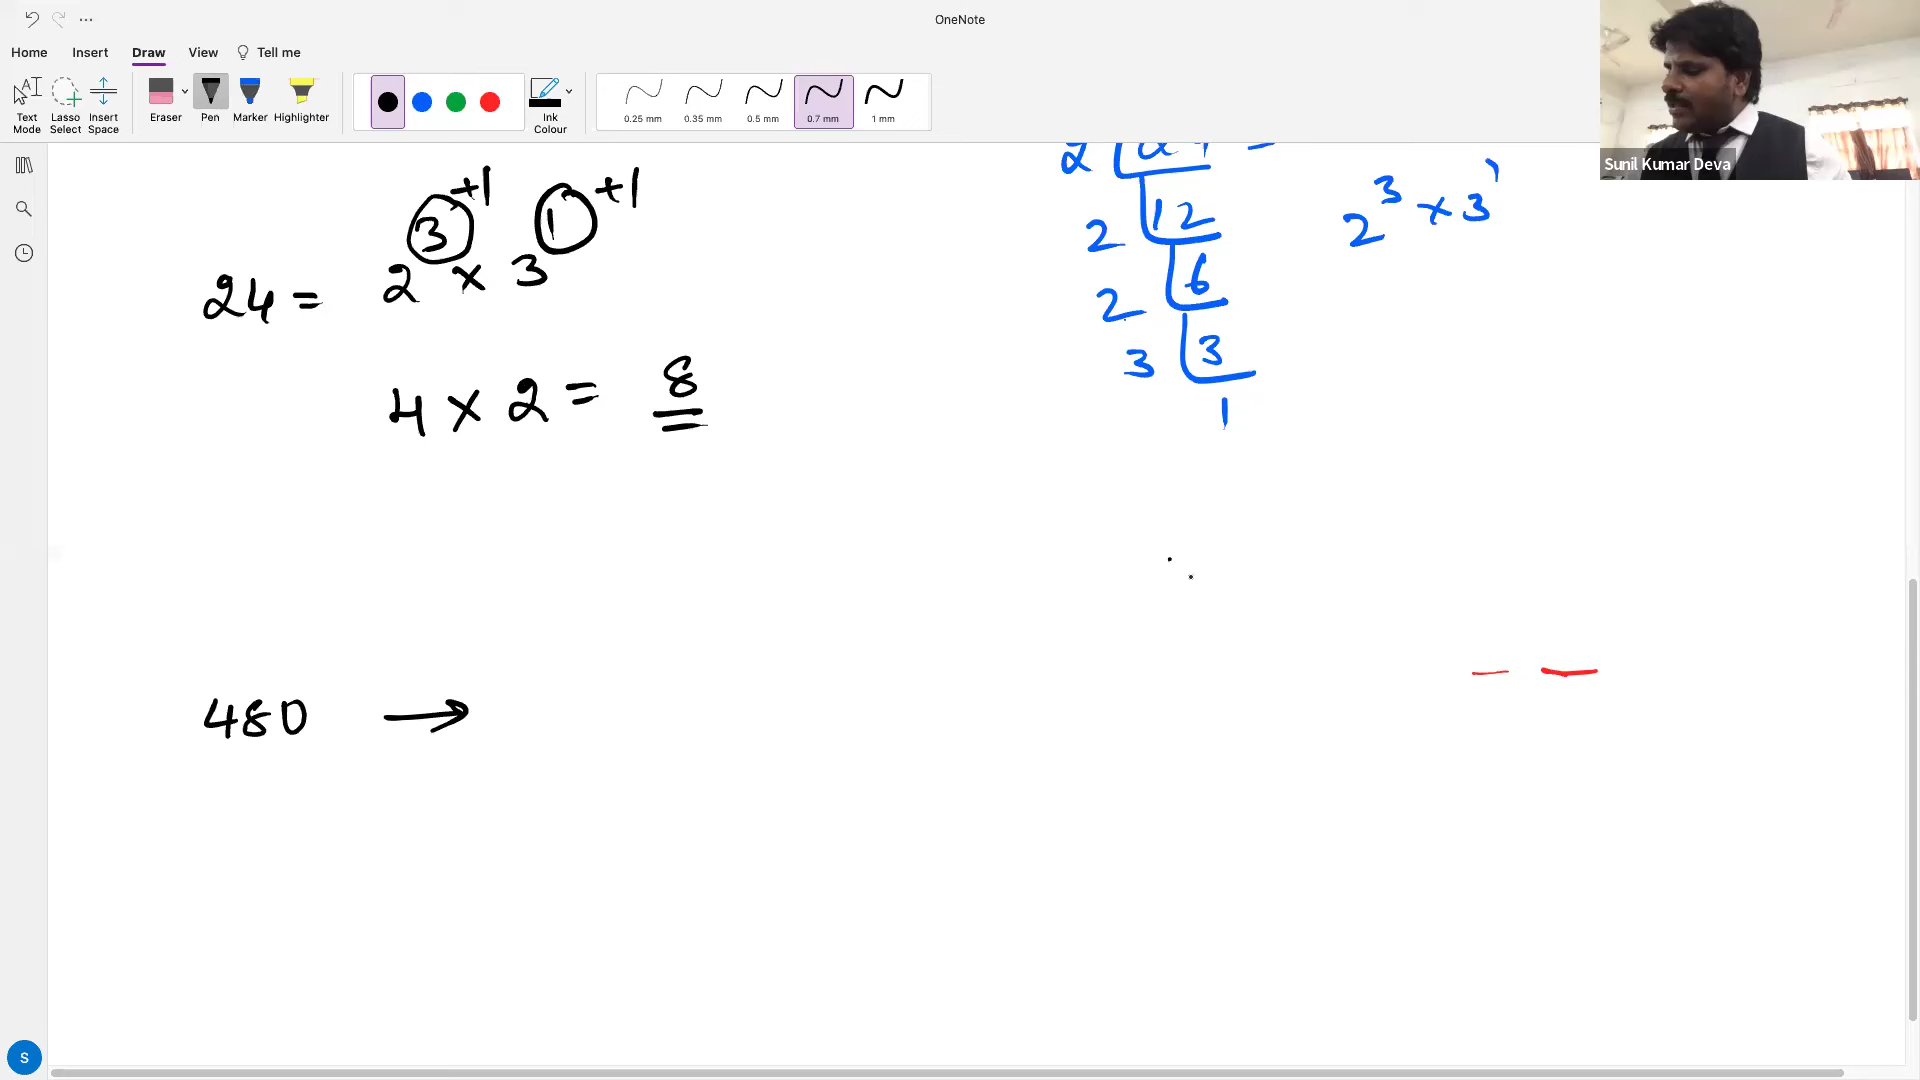 OneNote
Home Insert Draw View Tell me
Text Mode
Lasso Select
Insert Space
Eraser
Pen
Marker
Highlighter
Ink Colour
0.25 mm
0.35 mm
0.5 mm
0.7 mm
1 mm
Sunil Kumar Deva
3 +1 1 +1
24 = 2 × 3
4 × 2 = 8
2
2 12
2 6
3 3
1
2³ × 3¹
480 →
S